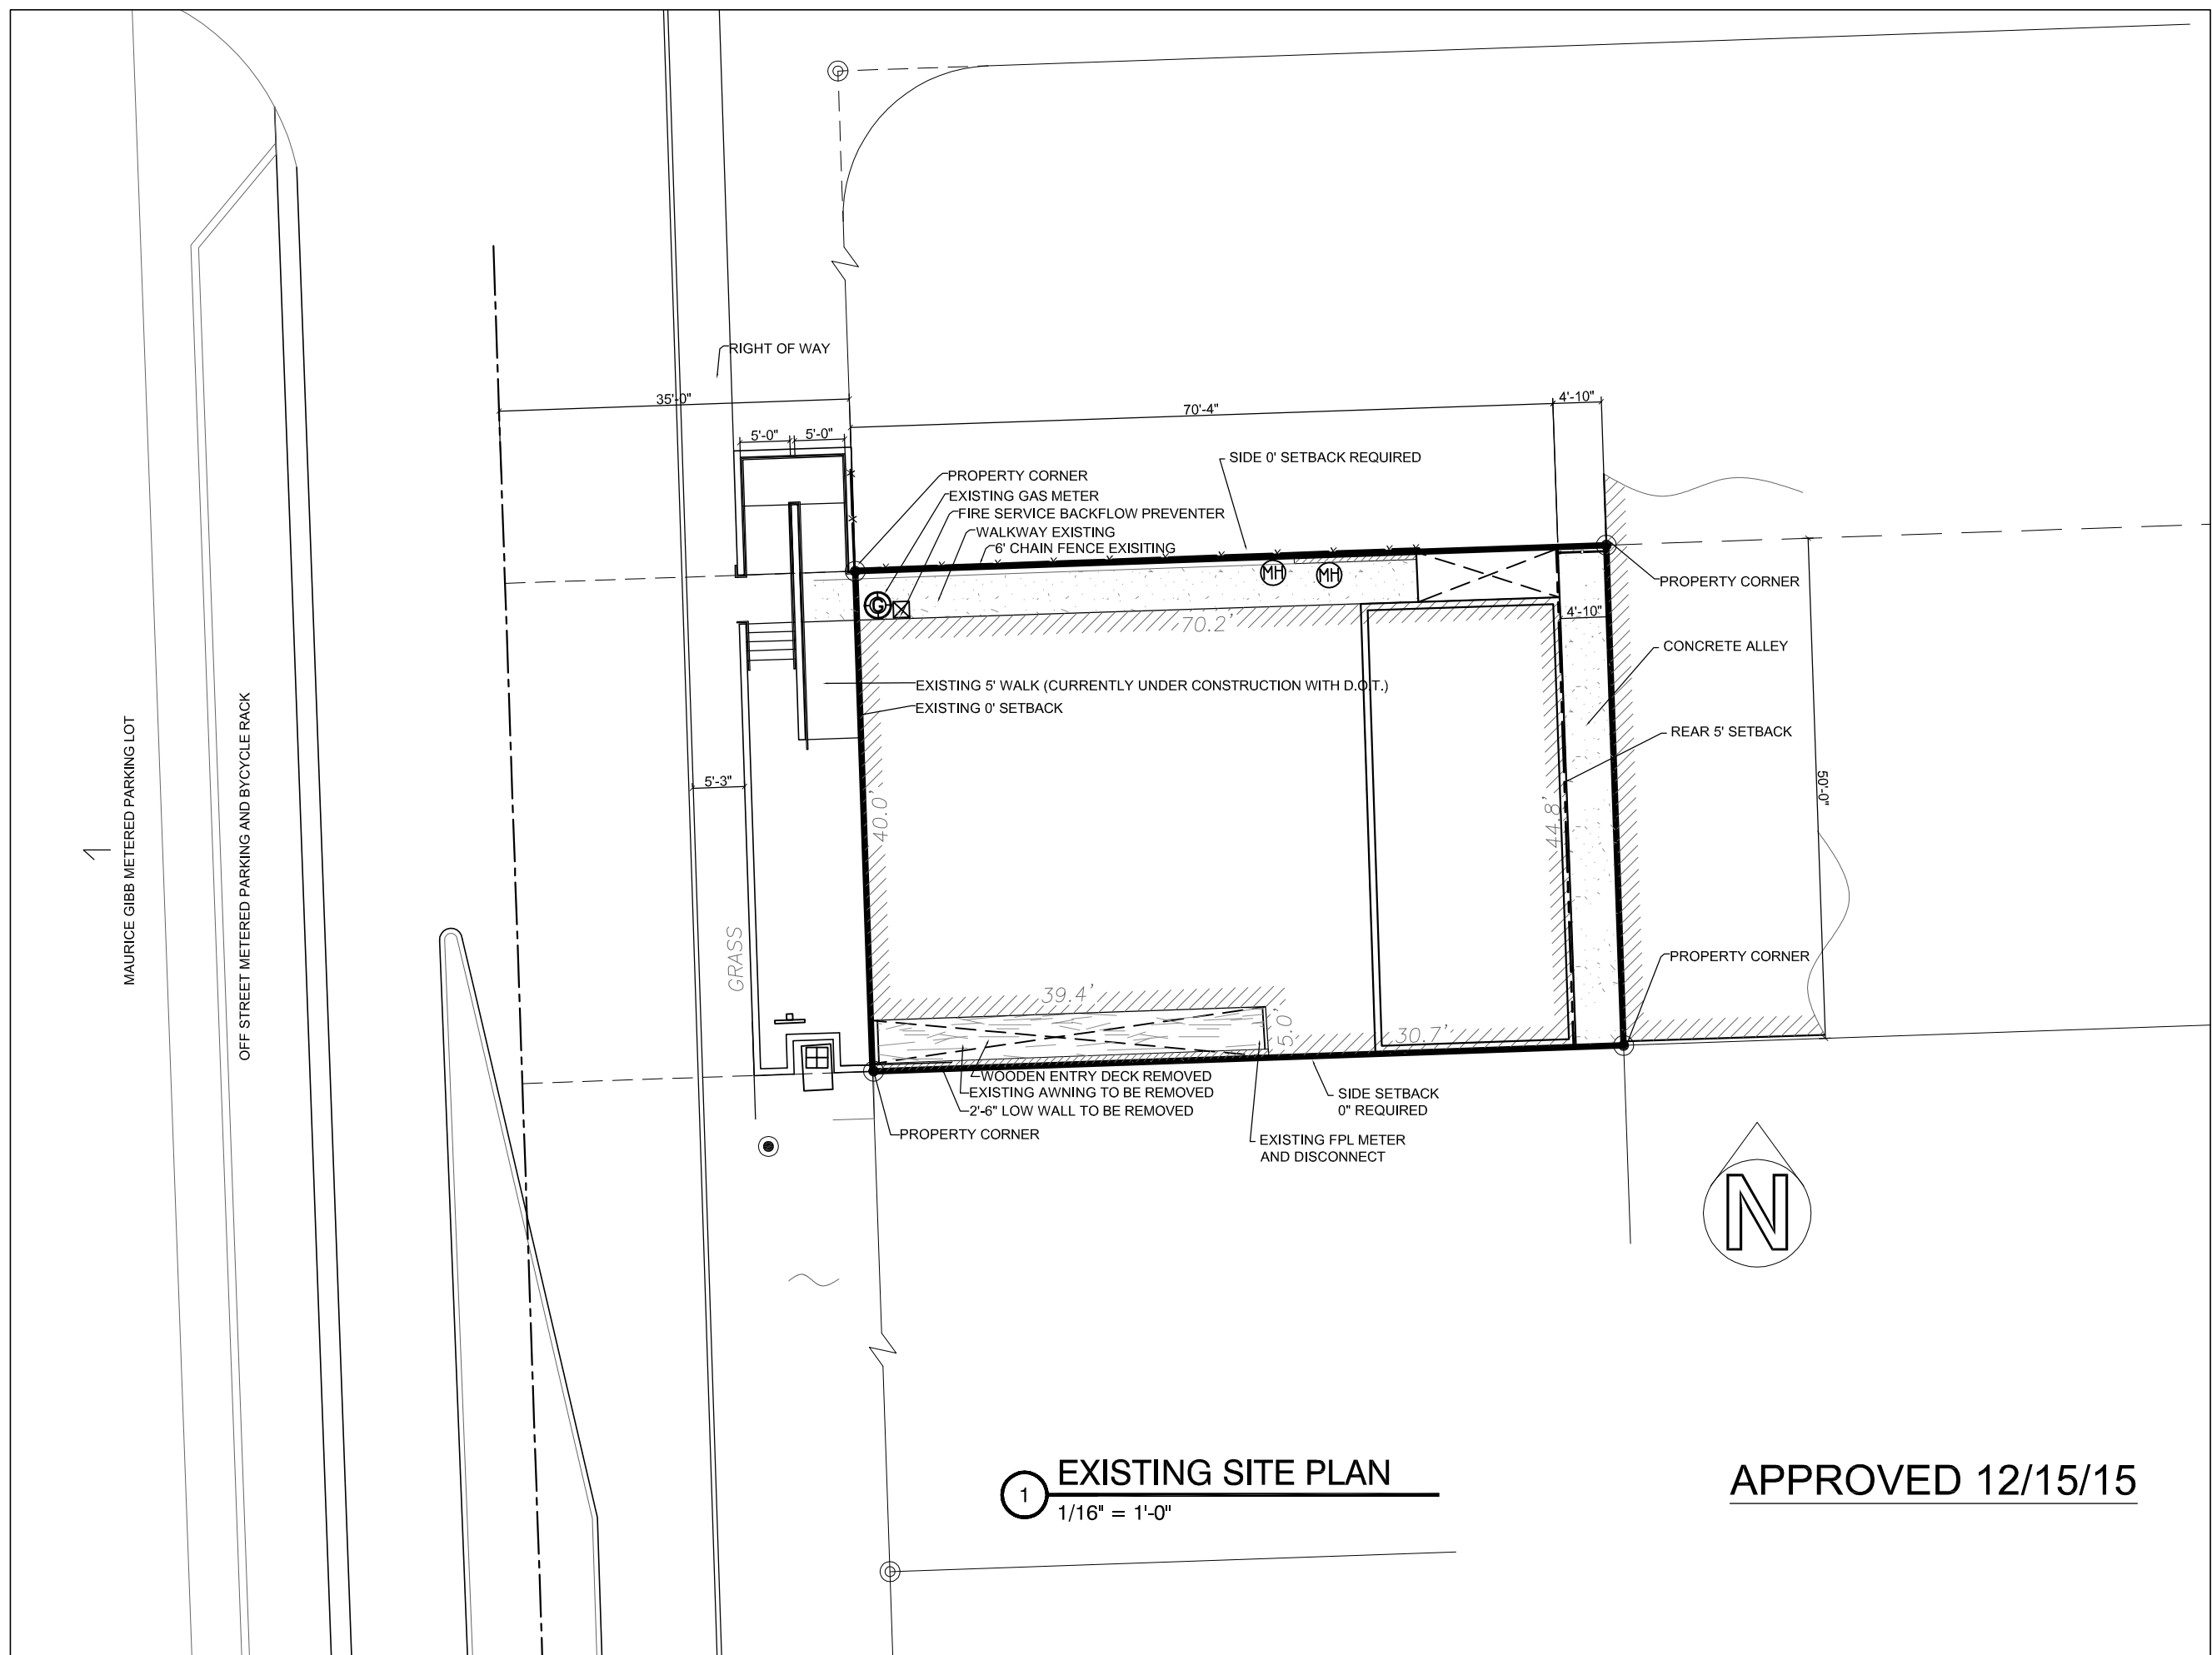 RIGHT OF WAY
35'-0"
70'-4"
4'-10"
5'-0"
5'-0"
SIDE 0' SETBACK REQUIRED
PROPERTY CORNER
EXISTING GAS METER
FIRE SERVICE BACKFLOW PREVENTER
WALKWAY EXISTING
6' CHAIN FENCE EXISITING
MH
MH
G
PROPERTY CORNER
4'-10"
70.2'
CONCRETE ALLEY
EXISTING 5' WALK (CURRENTLY UNDER CONSTRUCTION WITH D.O.T.)
EXISTING 0' SETBACK
REAR 5' SETBACK
5'-3"
40.0'
44.8'
50'-0"
MAURICE GIBB METERED PARKING LOT
OFF STREET METERED PARKING AND BYCYCLE RACK
1
GRASS
PROPERTY CORNER
39.4'
5.0'
30.7'
WOODEN ENTRY DECK REMOVED
EXISTING AWNING TO BE REMOVED
2'-6" LOW WALL TO BE REMOVED
PROPERTY CORNER
SIDE SETBACK
0" REQUIRED
EXISTING FPL METER
AND DISCONNECT
N
1
EXISTING SITE PLAN
1/16" = 1'-0"
APPROVED 12/15/15